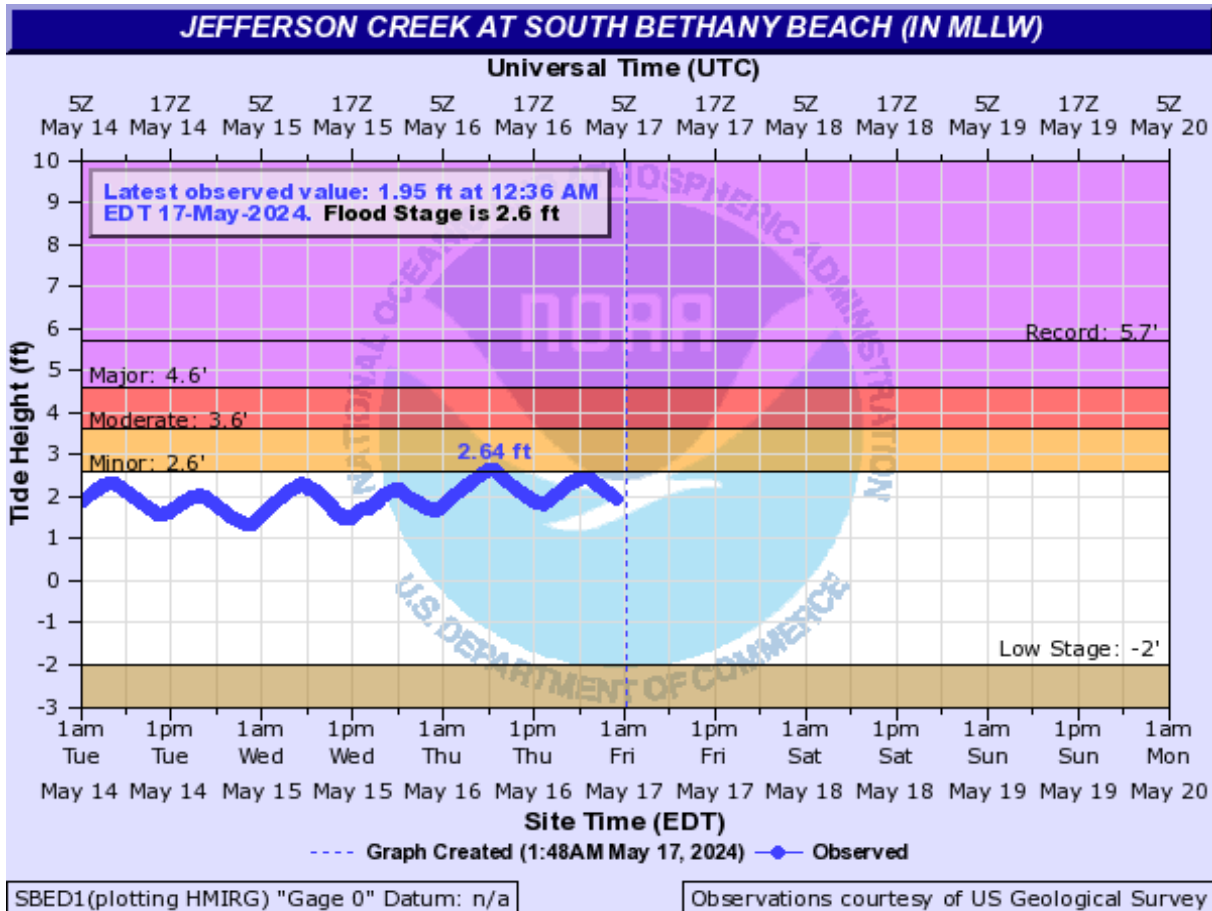 JEFFERSON CREEK AT SOUTH BETHANY BEACH (IN MLLW)
Universal Time (UTC)
5Z 17Z 5Z 17Z 5Z 17Z 5Z 17Z 5Z 17Z 5Z 17Z 5Z
May 14 May 14 May 15 May 15 May 16 May 16 May 17 May 17 May 18 May 18 May 19 May 19 May 20
Latest observed value: 1.95 ft at 12:36 AM
EDT 17-May-2024. Flood Stage is 2.6 ft
Tide Height (ft)
10
9
8
7
6
5
4
3
2
1
0
-1
-2
-3
NATIONAL OCEANIC AND ATMOSPHERIC ADMINISTRATION
NOAA
U.S. DEPARTMENT OF COMMERCE
Record: 5.7'
Major: 4.6'
Moderate: 3.6'
2.64 ft
Minor: 2.6'
Low Stage: -2'
1am 1pm 1am 1pm 1am 1pm 1am 1pm 1am 1pm 1am 1pm 1am
Tue Tue Wed Wed Thu Thu Fri Fri Sat Sat Sun Sun Mon
May 14 May 14 May 15 May 15 May 16 May 16 May 17 May 17 May 18 May 18 May 19 May 19 May 20
Site Time (EDT)
Graph Created (1:48AM May 17, 2024) Observed
SBED1(plotting HMIRG) "Gage 0" Datum: n/a
Observations courtesy of US Geological Survey